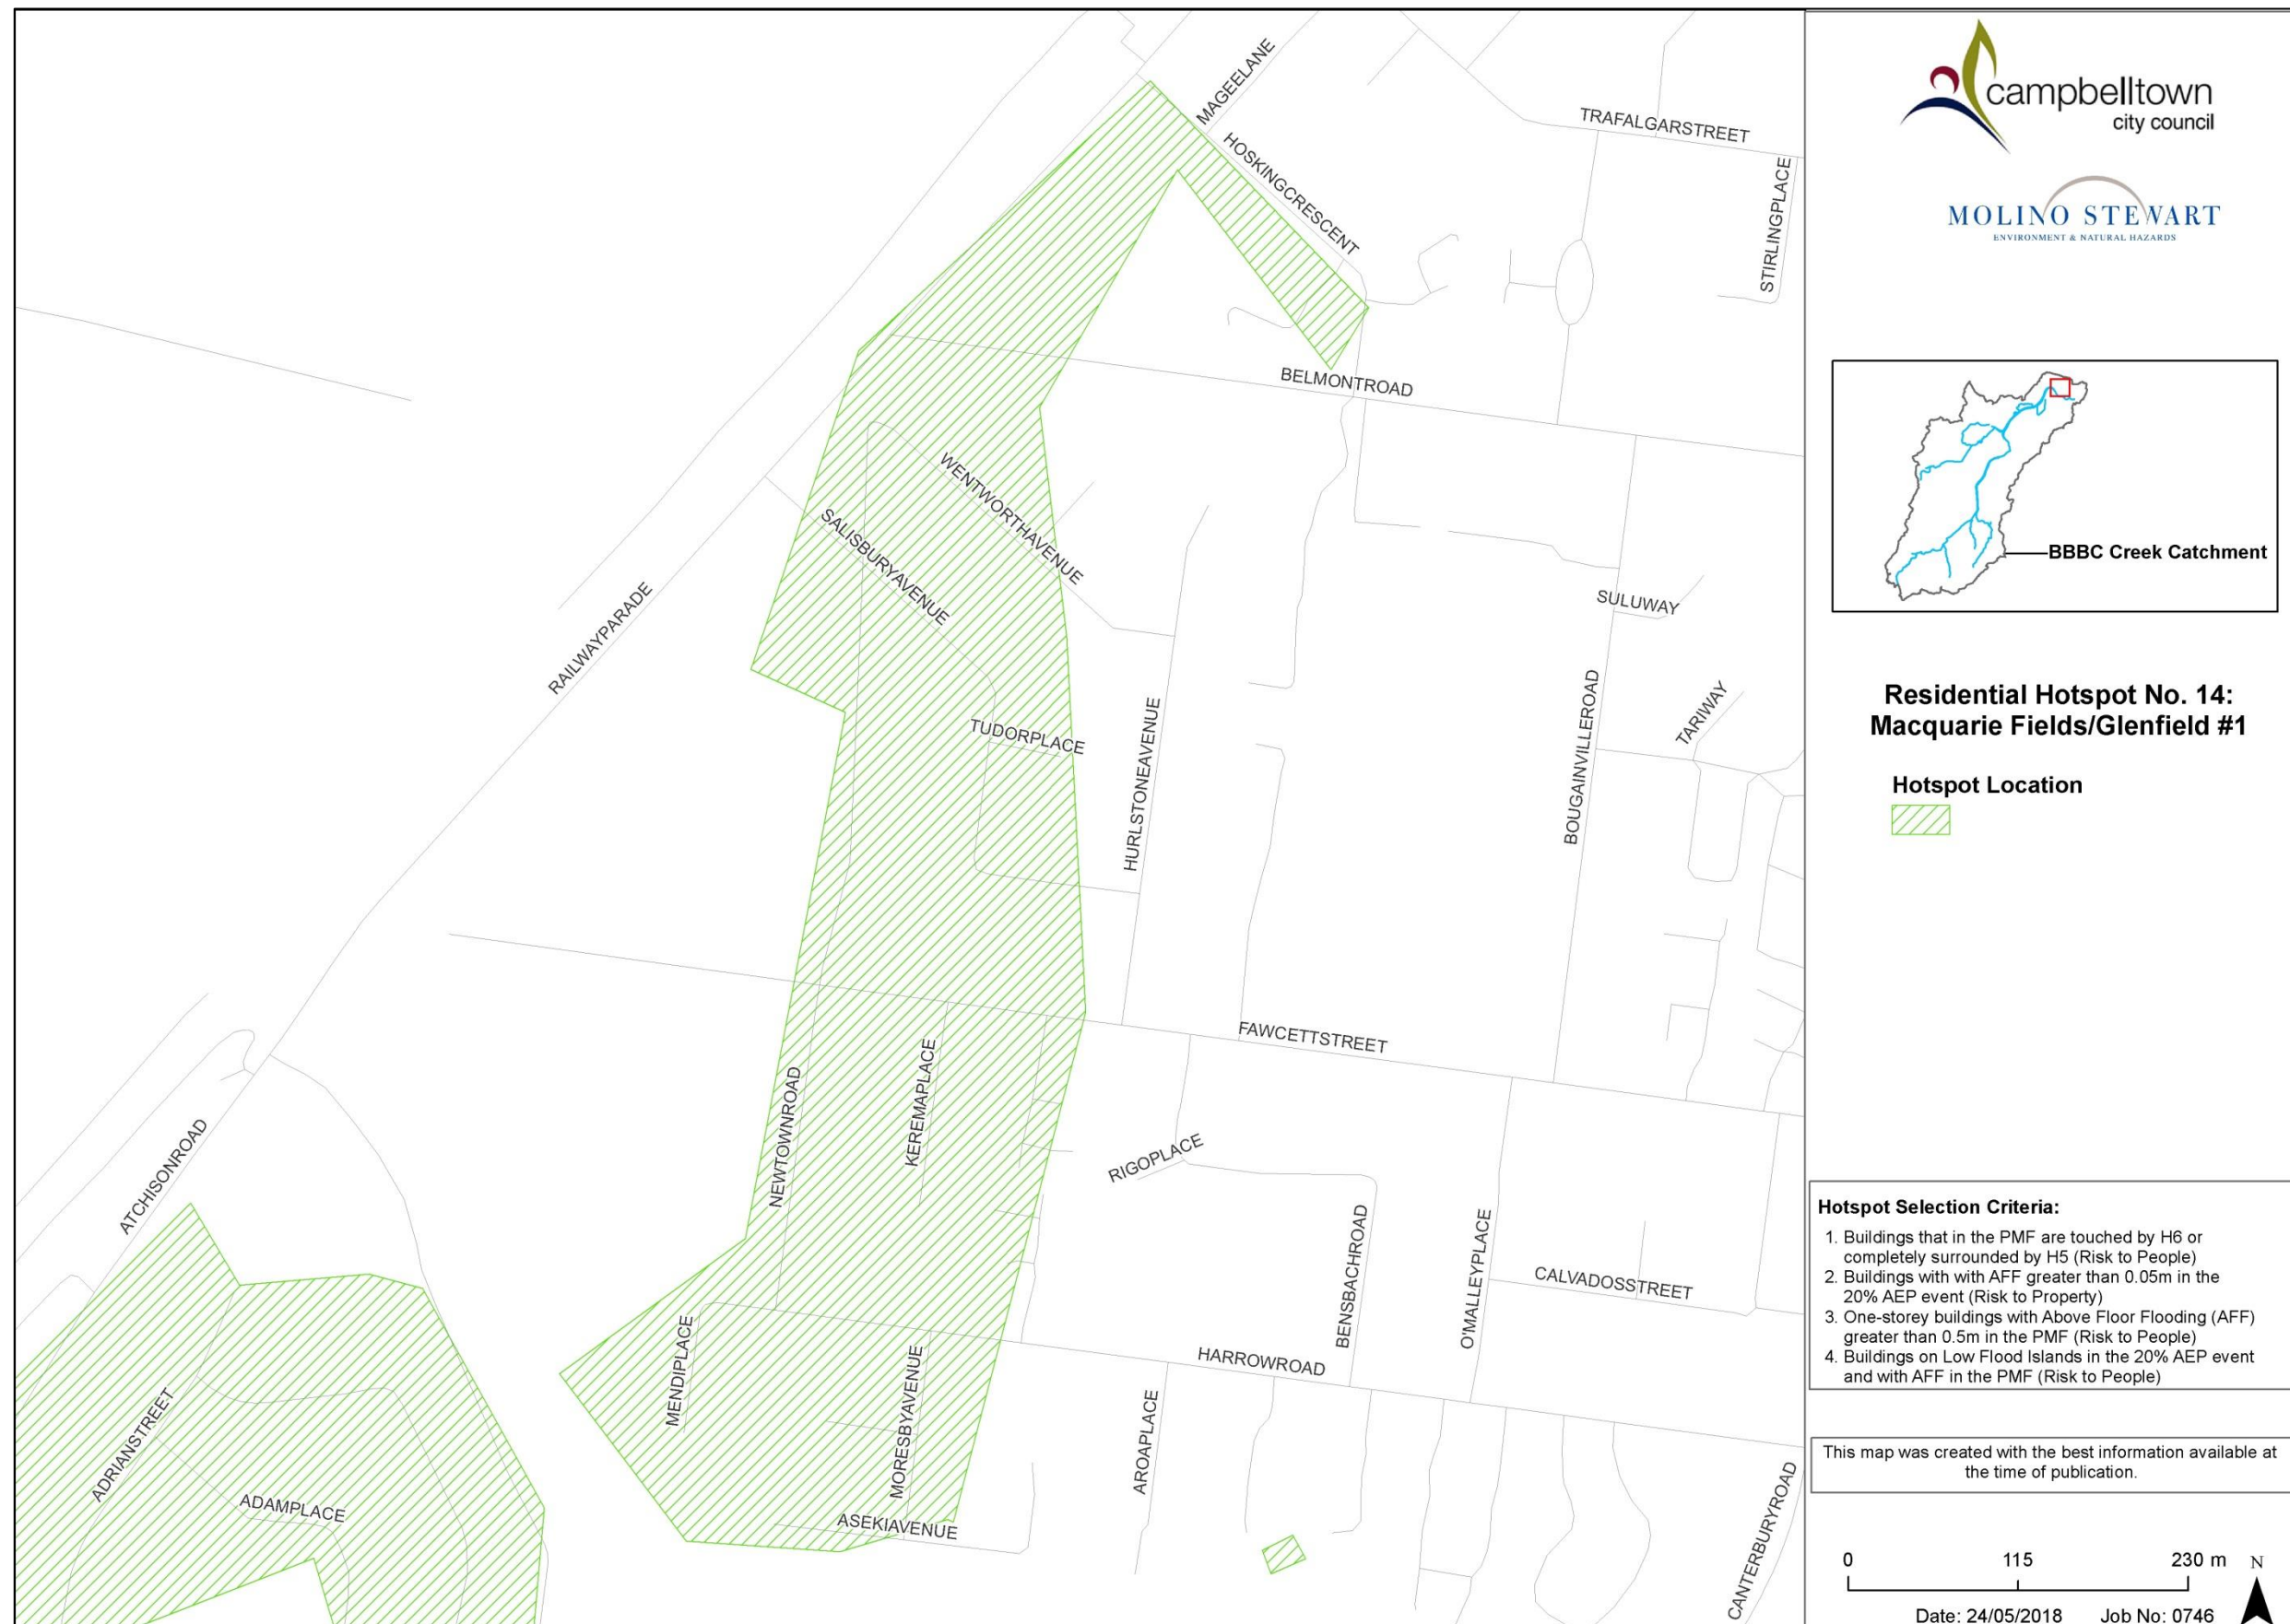 MAGEELANE
HOSKINGCRESCENT
TRAFALGARSTREET
STIRLINGPLACE
BELMONTROAD
WENTWORTHAVENUE
SALISBURYAVENUE
RAILWAYPARADE
SULUWAY
TARIWAY
TUDORPLACE
HURLSTONEAVENUE
BOUGAINVILLEROAD
FAWCETTSTREET
KEREMAPLACE
NEWTOWNROAD
ATCHISONROAD
RIGOPLACE
BENSBACHROAD
O'MALLEYPLACE
CALVADOSSTREET
HARROWROAD
MENDIPLACE
MORESBYAVENUE
AROAPLACE
ADRIANSTREET
ADAMPLACE
ASEKIAVENUE
CANTERBURYROAD
campbelltown
city council
MOLINO STEWART
ENVIRONMENT & NATURAL HAZARDS
BBBC Creek Catchment
Residential Hotspot No. 14:
Macquarie Fields/Glenfield #1
Hotspot Location
Hotspot Selection Criteria:
1. Buildings that in the PMF are touched by H6 or
completely surrounded by H5 (Risk to People)
2. Buildings with with AFF greater than 0.05m in the
20% AEP event (Risk to Property)
3. One-storey buildings with Above Floor Flooding (AFF)
greater than 0.5m in the PMF (Risk to People)
4. Buildings on Low Flood Islands in the 20% AEP event
and with AFF in the PMF (Risk to People)
This map was created with the best information available at
the time of publication.
0 115 230 m N
Date: 24/05/2018 Job No: 0746